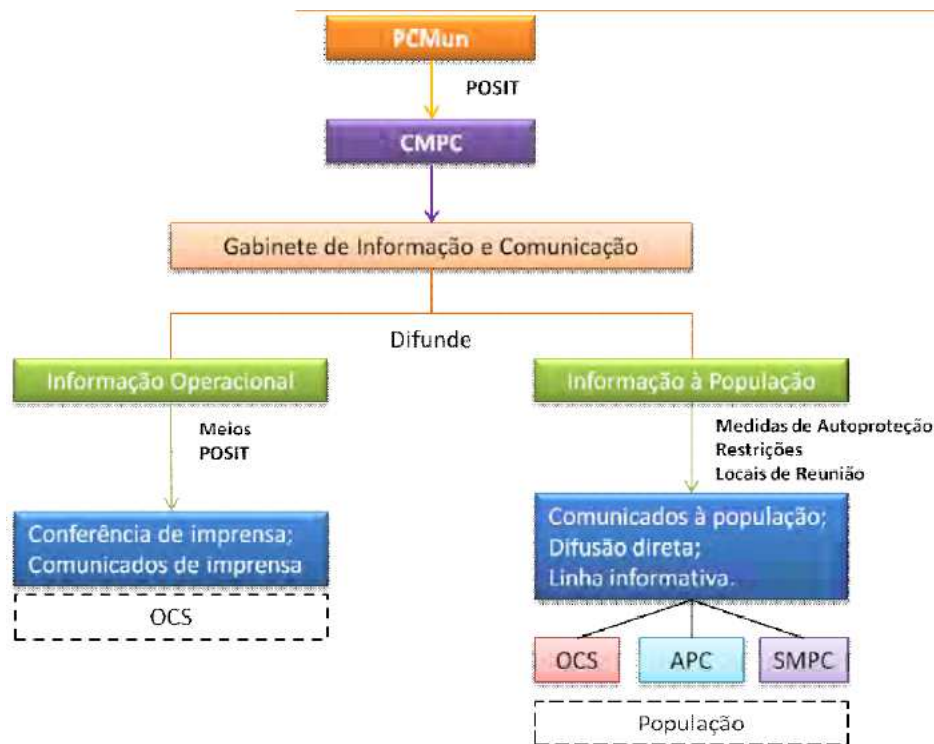 PCMun
POSIT
CMPC
Gabinete de Informação e Comunicação
Difunde
Informação Operacional
Meios
POSIT
Conferência de imprensa;
Comunicados de imprensa
OCS
Informação à População
Medidas de Autoproteção
Restrições
Locais de Reunião
Comunicados à população;
Difusão direta;
Linha informativa.
OCS
APC
SMPC
População